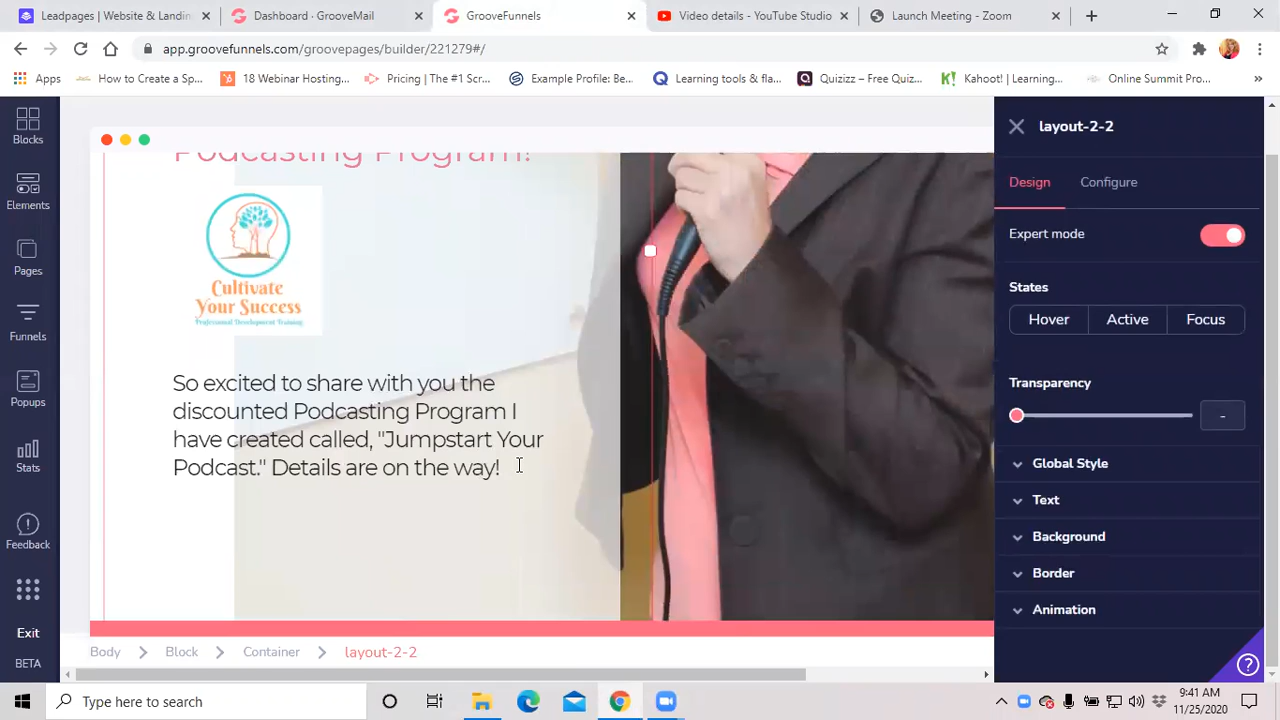 Leadpages | Website & Landin
Dashboard · GrooveMail
GrooveFunnels
Video details - YouTube Studio
Launch Meeting - Zoom
app.groovefunnels.com/groovepages/builder/221279#/
Apps
How to Create a Sp...
18 Webinar Hosting...
Pricing | The #1 Scr...
Example Profile: Be...
Learning tools & fla...
Quizizz – Free Quiz...
Kahoot! | Learning...
Online Summit Pro...
Blocks
Elements
Pages
Funnels
Popups
Stats
Feedback
Exit
BETA
Podcasting Program!
Cultivate
Your Success
Professional Development Training
So excited to share with you the
discounted Podcasting Program I
have created called, "Jumpstart Your
Podcast." Details are on the way!
Body
Block
Container
layout-2-2
layout-2-2
Design
Configure
Expert mode
States
Hover
Active
Focus
Transparency
-
Global Style
Text
Background
Border
Animation
Type here to search
9:41 AM
11/25/2020